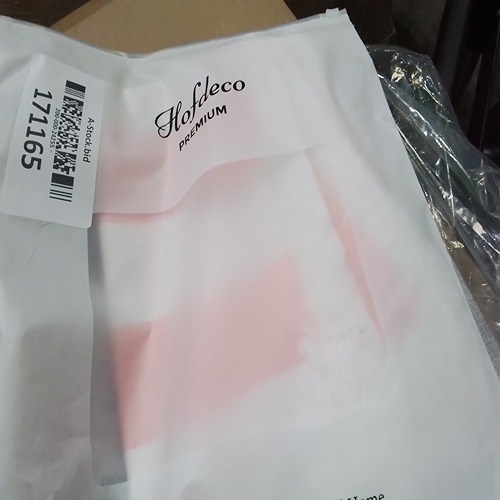 Hofdeco
PREMIUM
A-Stock.bid
171165